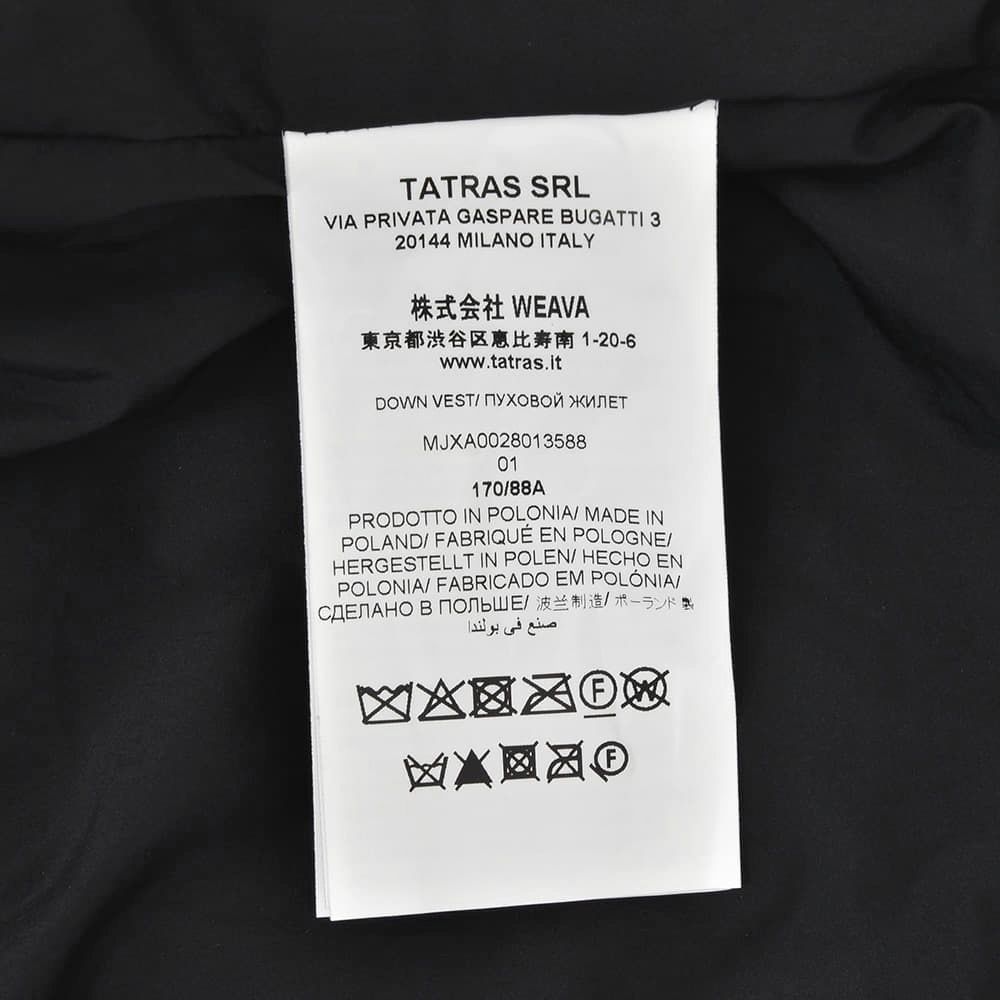 TATRAS SRL
VIA PRIVATA GASPARE BUGATTI 3
20144 MILANO ITALY
株式会社 WEAVA
東京都渋谷区恵比寿南 1-20-6
www.tatras.it
DOWN VEST/ ПУХОВОЙ ЖИЛЕТ
MJXA0028013588
01
170/88A
PRODOTTO IN POLONIA/ MADE IN
POLAND/ FABRIQUÉ EN POLOGNE/
HERGESTELLT IN POLEN/ HECHO EN
POLONIA/ FABRICADO EM POLÓNIA/
СДЕЛАНО В ПОЛЬШЕ/ 波兰制造/ ポーランド製
صنع في بولندا
F W
F